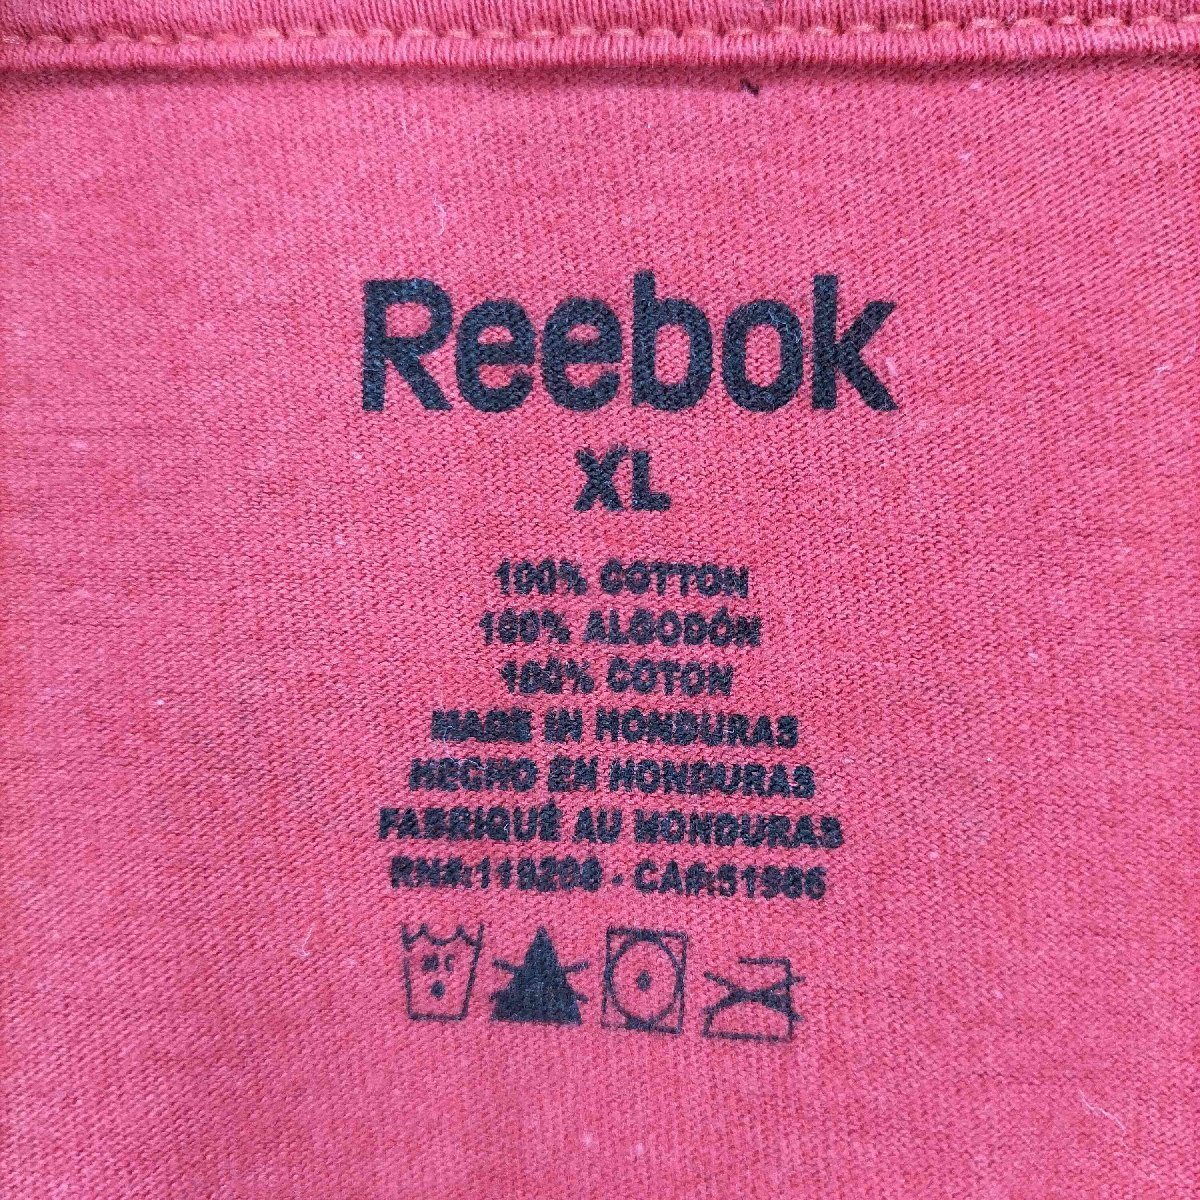 Reebok
XL
100% COTTON
100% ALGODÓN
100% COTON
MADE IN HONDURAS
HECHO EN HONDURAS
FABRIQUÉ AU HONDURAS
RN#:119208 - CA#:51985